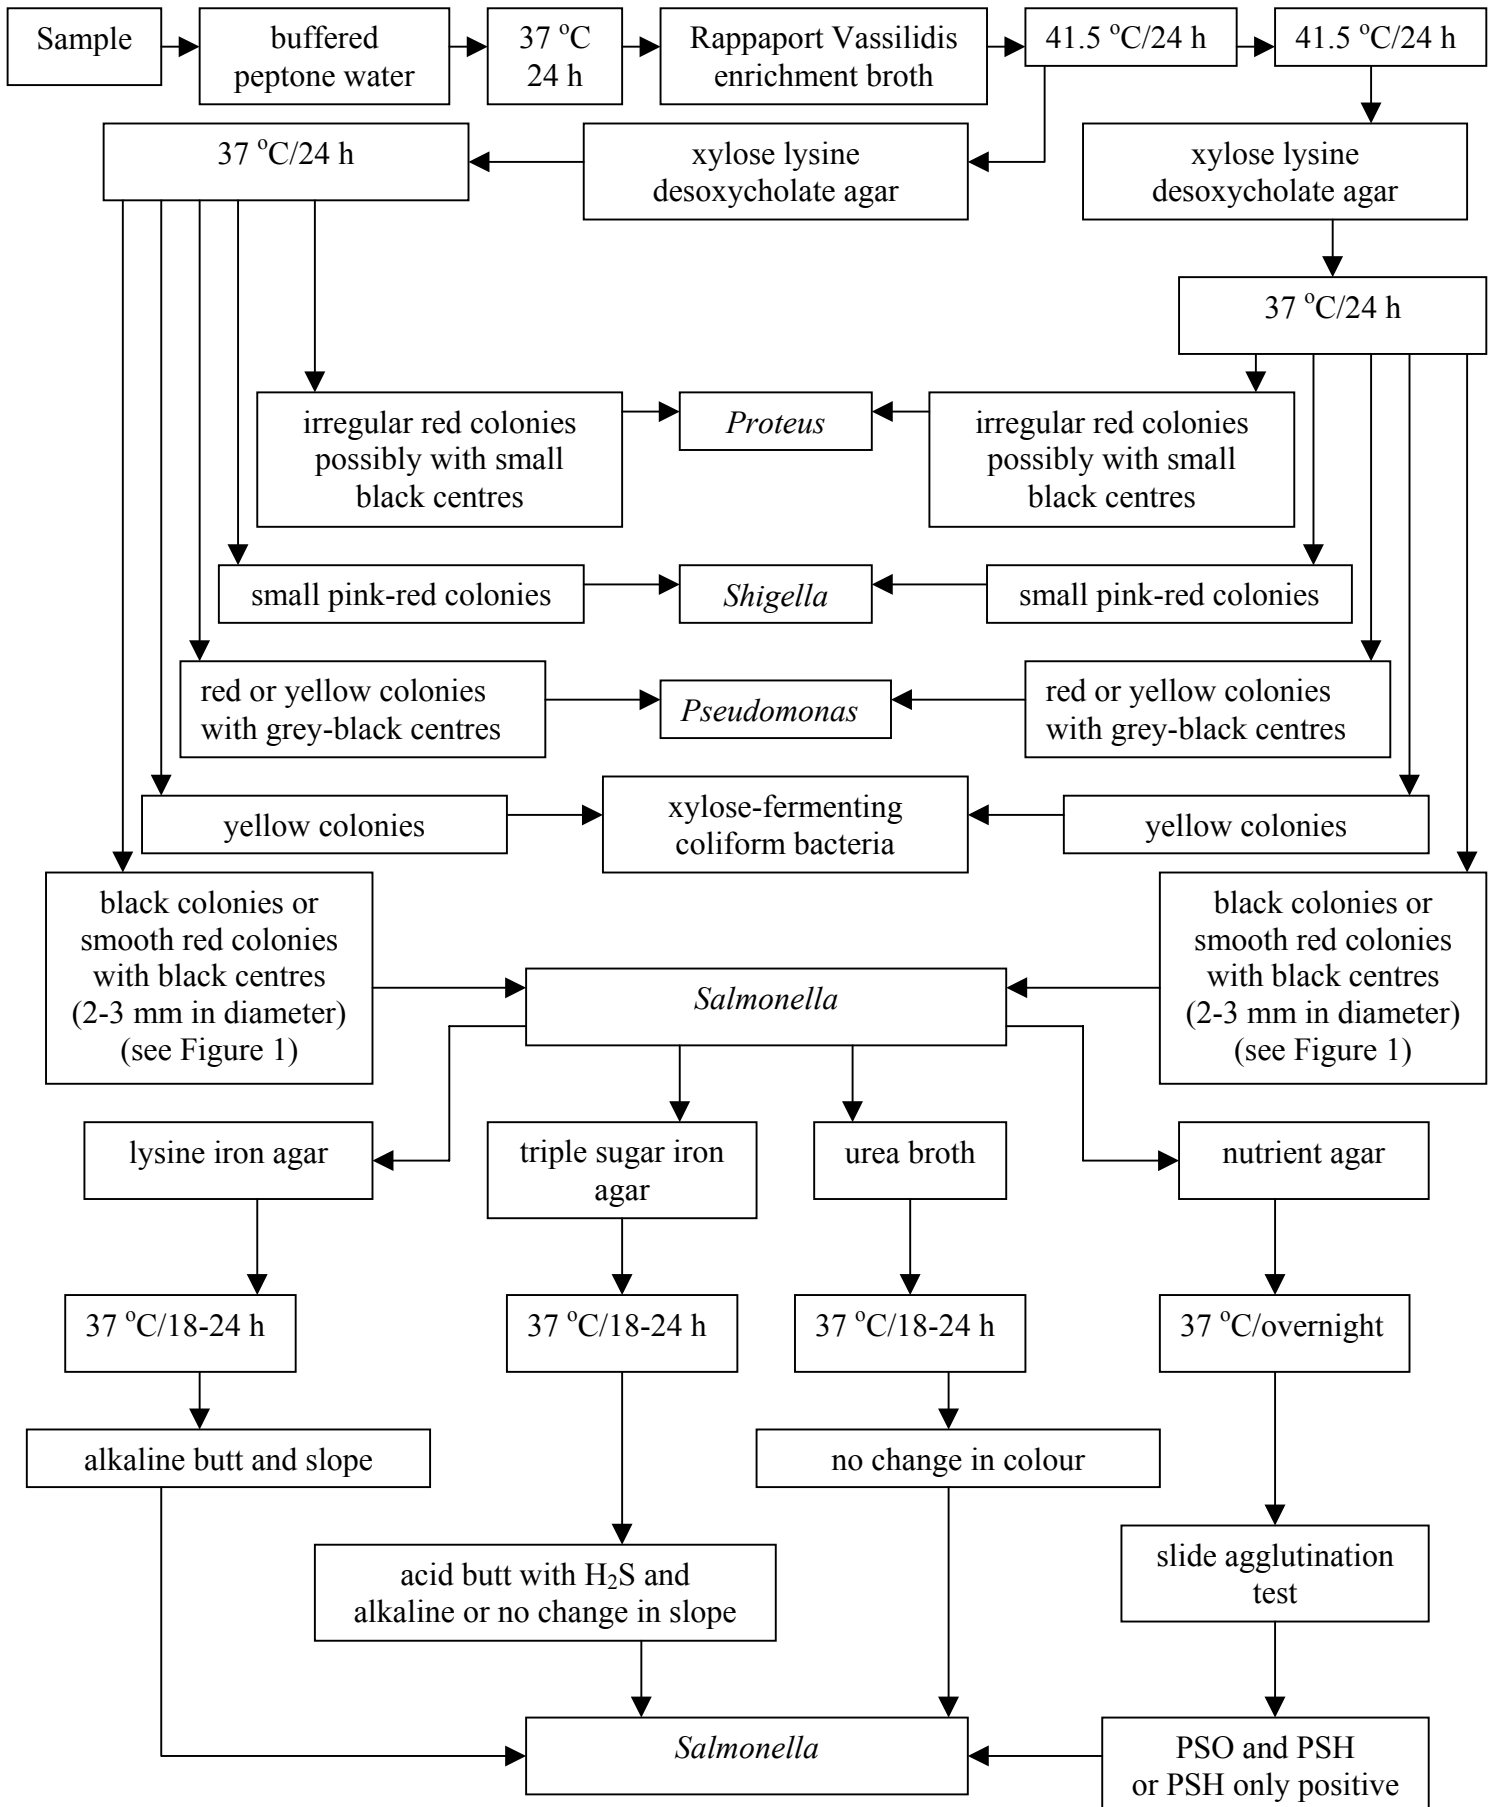 Sample
buffered
peptone water
37 °C
24 h
Rappaport Vassilidis
enrichment broth
41.5 °C/24 h
41.5 °C/24 h
37 °C/24 h
xylose lysine
desoxycholate agar
xylose lysine
desoxycholate agar
37 °C/24 h
irregular red colonies
possibly with small
black centres
Proteus
irregular red colonies
possibly with small
black centres
small pink-red colonies
Shigella
small pink-red colonies
red or yellow colonies
with grey-black centres
Pseudomonas
red or yellow colonies
with grey-black centres
yellow colonies
xylose-fermenting
coliform bacteria
yellow colonies
black colonies or
smooth red colonies
with black centres
(2-3 mm in diameter)
(see Figure 1)
Salmonella
black colonies or
smooth red colonies
with black centres
(2-3 mm in diameter)
(see Figure 1)
lysine iron agar
triple sugar iron
agar
urea broth
nutrient agar
37 °C/18-24 h
37 °C/18-24 h
37 °C/18-24 h
37 °C/overnight
alkaline butt and slope
no change in colour
acid butt with H₂S and
alkaline or no change in slope
slide agglutination
test
Salmonella
PSO and PSH
or PSH only positive